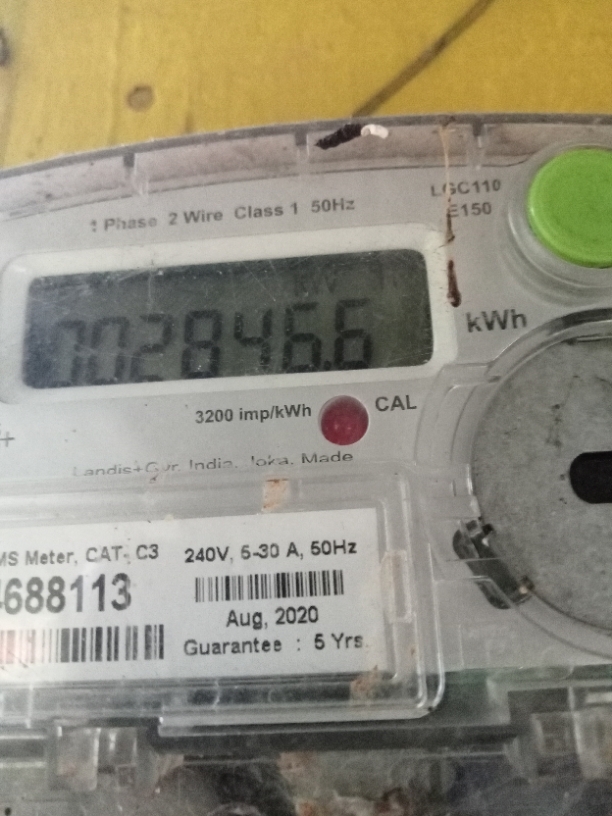 1 Phase 2 Wire Class 1 50Hz
LGC110
E150
002846.6
kWh
3200 imp/kWh
CAL
Landis+Gyr, India, Joka, Made
MS Meter, CAT- C3
240V, 5-30 A, 50Hz
4688113
Aug, 2020
Guarantee : 5 Yrs